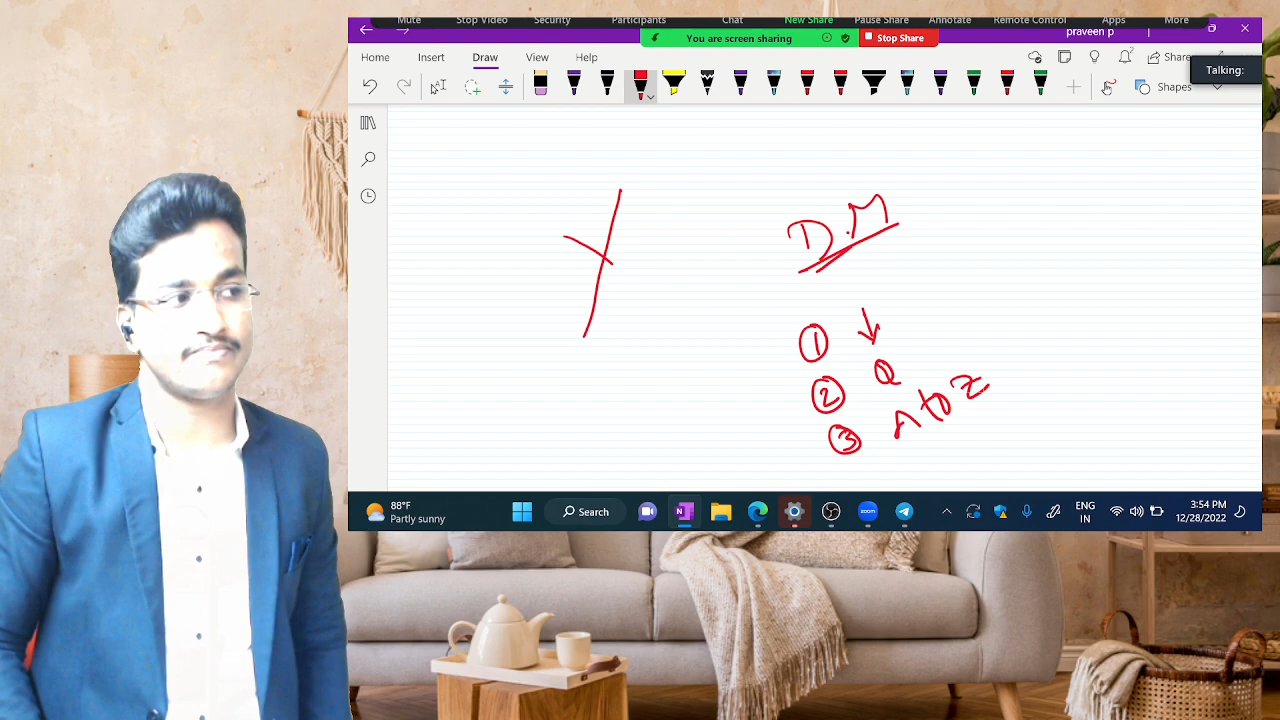 Mute Stop Video Security Participants Chat New Share Pause Share Annotate Remote Control Apps More
You are screen sharing Stop Share
praveen p
Home Insert Draw View Help
2 Share
Talking:
Shapes
Y
D.M
1
2 Q
3 A to Z
88°F
Partly sunny
N Search zoom
ENG
IN
3:54 PM
12/28/2022